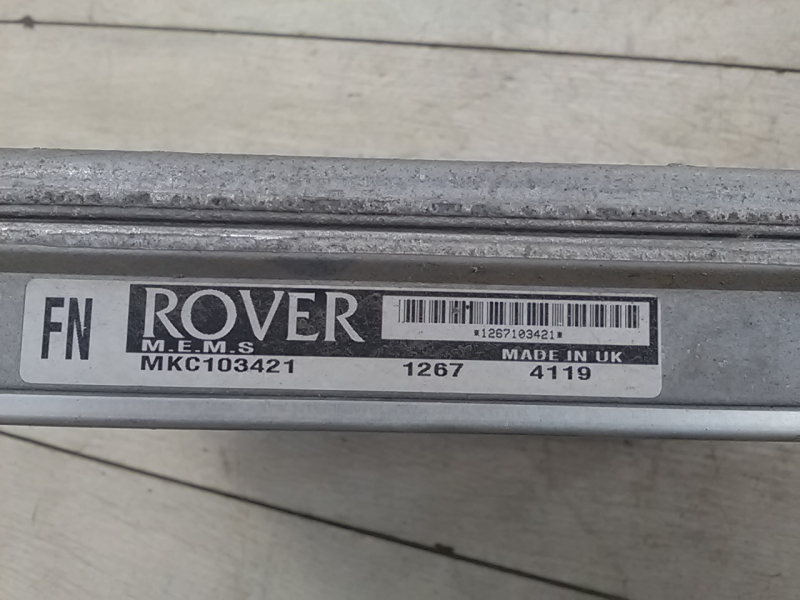 FN
ROVER
M.E.M.S
*1267103421*
MADE IN UK
MKC103421 1267 4119